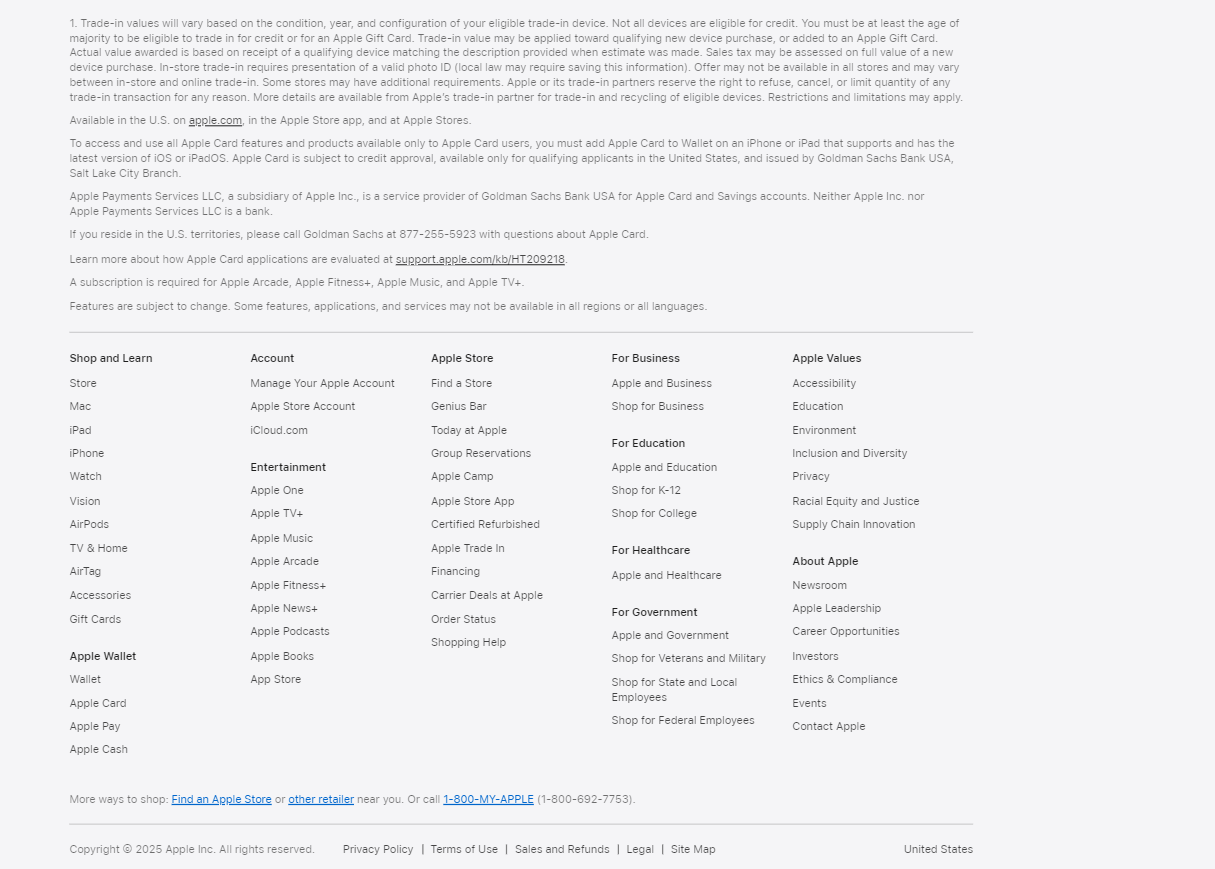 1. Trade-in values will vary based on the condition, year, and configuration of your eligible trade-in device. Not all devices are eligible for credit. You must be at least the age of
majority to be eligible to trade in for credit or for an Apple Gift Card. Trade-in value may be applied toward qualifying new device purchase, or added to an Apple Gift Card.
Actual value awarded is based on receipt of a qualifying device matching the description provided when estimate was made. Sales tax may be assessed on full value of a new
device purchase. In-store trade-in requires presentation of a valid photo ID (local law may require saving this information). Offer may not be available in all stores and may vary
between in-store and online trade-in. Some stores may have additional requirements. Apple or its trade-in partners reserve the right to refuse, cancel, or limit quantity of any
trade-in transaction for any reason. More details are available from Apple's trade-in partner for trade-in and recycling of eligible devices. Restrictions and limitations may apply.
Available in the U.S. on apple.com, in the Apple Store app, and at Apple Stores.
To access and use all Apple Card features and products available only to Apple Card users, you must add Apple Card to Wallet on an iPhone or iPad that supports and has the
latest version of iOS or iPadOS. Apple Card is subject to credit approval, available only for qualifying applicants in the United States, and issued by Goldman Sachs Bank USA,
Salt Lake City Branch.
Apple Payments Services LLC, a subsidiary of Apple Inc., is a service provider of Goldman Sachs Bank USA for Apple Card and Savings accounts. Neither Apple Inc. nor
Apple Payments Services LLC is a bank.
If you reside in the U.S. territories, please call Goldman Sachs at 877-255-5923 with questions about Apple Card.
Learn more about how Apple Card applications are evaluated at support.apple.com/kb/HT209218.
A subscription is required for Apple Arcade, Apple Fitness+, Apple Music, and Apple TV+.
Features are subject to change. Some features, applications, and services may not be available in all regions or all languages.
Shop and Learn
Store
Mac
iPad
iPhone
Watch
Vision
AirPods
TV & Home
AirTag
Accessories
Gift Cards
Apple Wallet
Wallet
Apple Card
Apple Pay
Apple Cash
Account
Manage Your Apple Account
Apple Store Account
iCloud.com
Entertainment
Apple One
Apple TV+
Apple Music
Apple Arcade
Apple Fitness+
Apple News+
Apple Podcasts
Apple Books
App Store
Apple Store
Find a Store
Genius Bar
Today at Apple
Group Reservations
Apple Camp
Apple Store App
Certified Refurbished
Apple Trade In
Financing
Carrier Deals at Apple
Order Status
Shopping Help
For Business
Apple and Business
Shop for Business
For Education
Apple and Education
Shop for K-12
Shop for College
For Healthcare
Apple and Healthcare
For Government
Apple and Government
Shop for Veterans and Military
Shop for State and Local
Employees
Shop for Federal Employees
Apple Values
Accessibility
Education
Environment
Inclusion and Diversity
Privacy
Racial Equity and Justice
Supply Chain Innovation
About Apple
Newsroom
Apple Leadership
Career Opportunities
Investors
Ethics & Compliance
Events
Contact Apple
More ways to shop: Find an Apple Store or other retailer near you. Or call 1-800-MY-APPLE (1-800-692-7753).
Copyright © 2025 Apple Inc. All rights reserved. Privacy Policy | Terms of Use | Sales and Refunds | Legal | Site Map United States